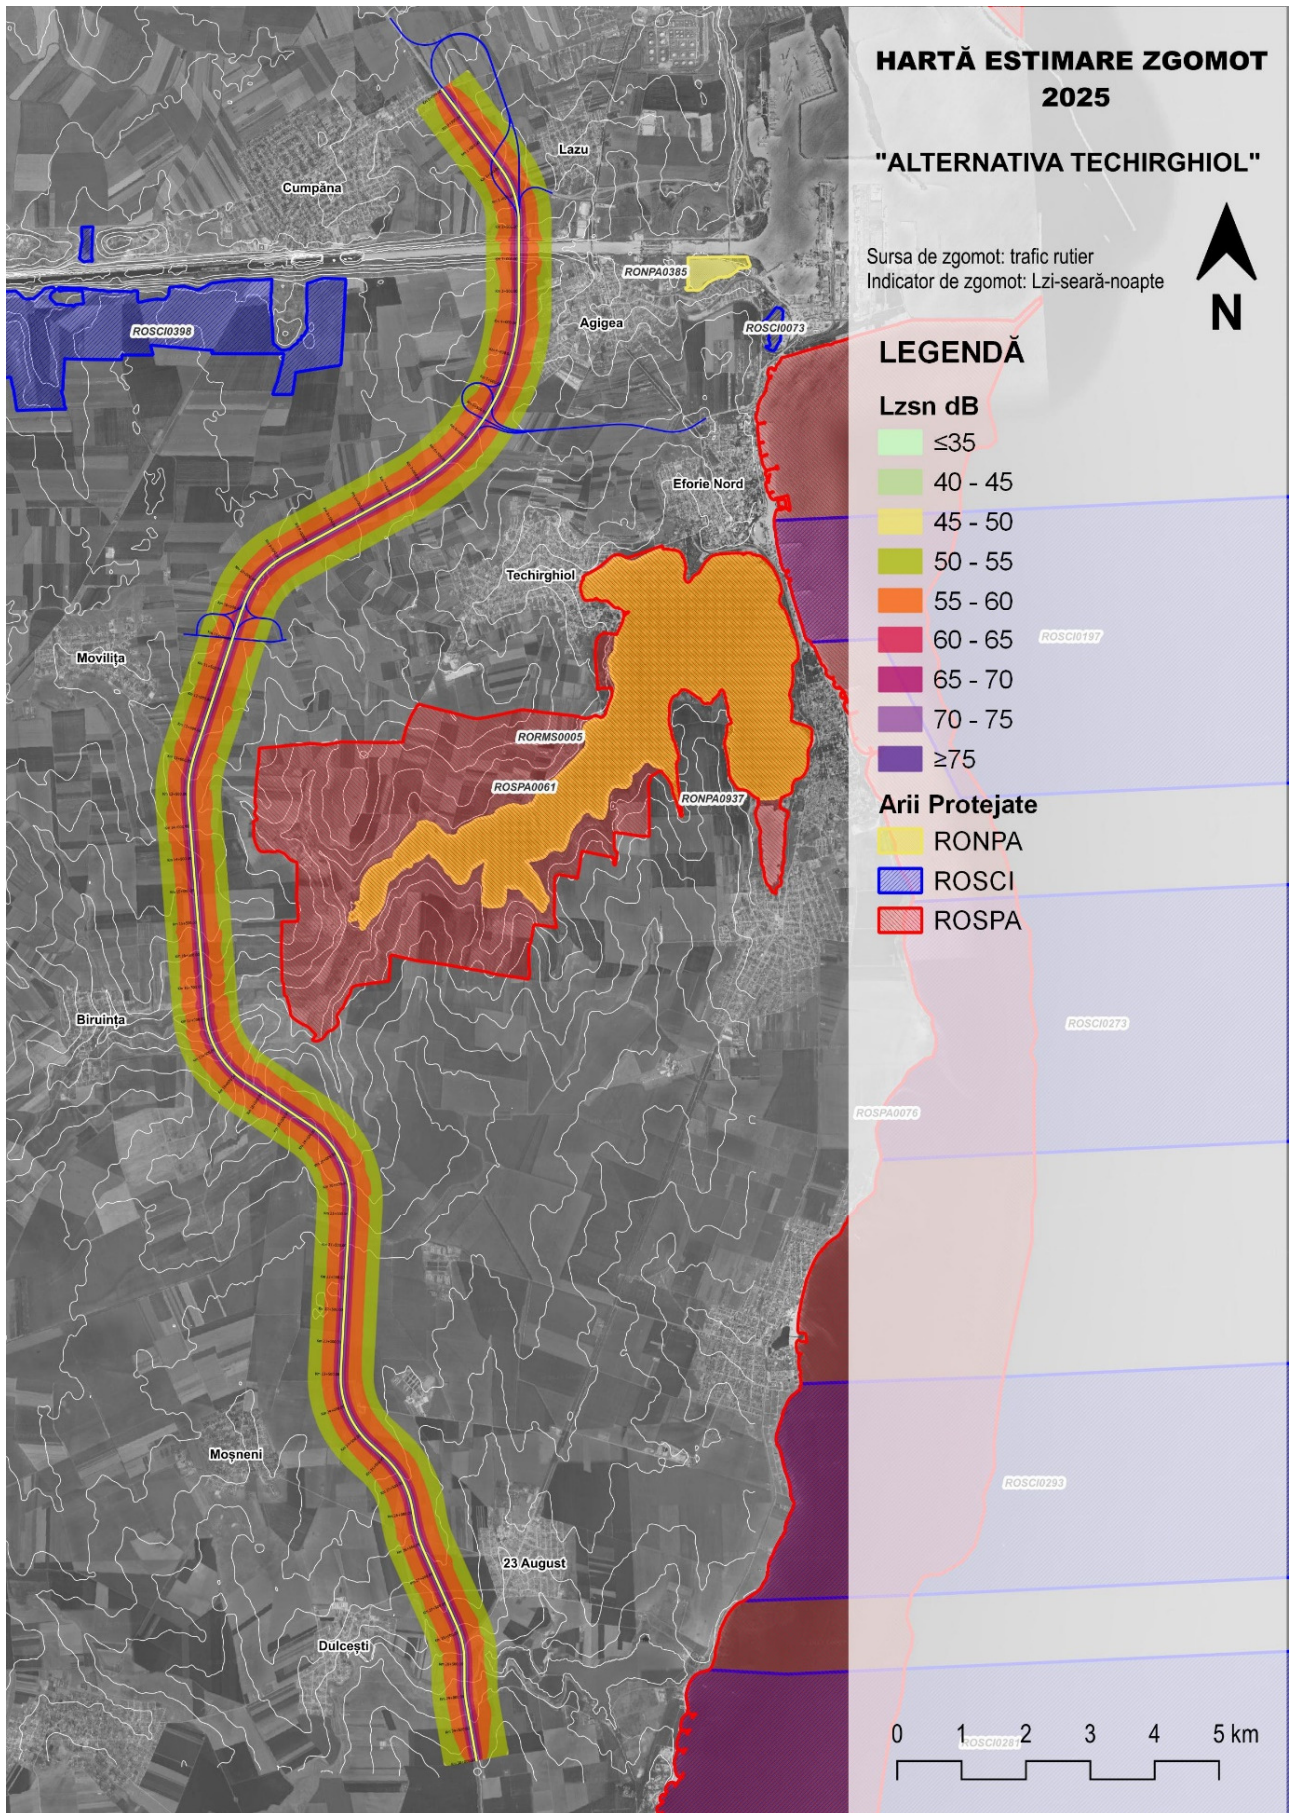 HARTĂ ESTIMARE ZGOMOT
2025
"ALTERNATIVA TECHIRGHIOL"
Sursa de zgomot: trafic rutier
Indicator de zgomot: Lzi-seară-noapte
N
LEGENDĂ
Lzsn dB
≤35
40 - 45
45 - 50
50 - 55
55 - 60
60 - 65
65 - 70
70 - 75
≥75
Arii Protejate
RONPA
ROSCI
ROSPA
Lazu
Cumpăna
RONPA0385
ROSCI0398
Agigea
ROSCI0073
Eforie Nord
Techirghiol
ROSCI0197
Movilița
RORMS0005
ROSPA0061
RONPA0937
Biruința
ROSCI0273
ROSPA0076
Moșneni
ROSCI0293
23 August
Dulcești
0 1 2 3 4 5 km
ROSCI0281